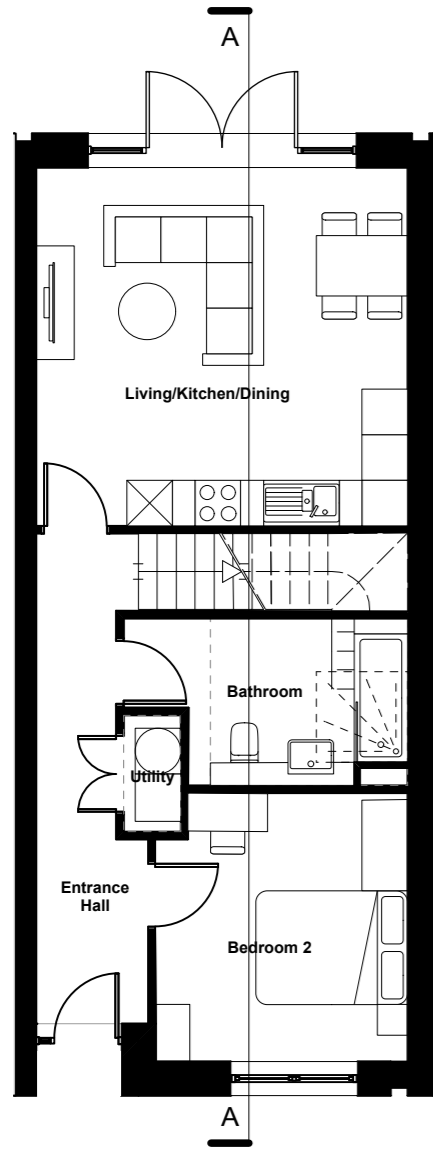 A
Living/Kitchen/Dining
Bathroom
Utility
Entrance
Hall
Bedroom 2
A